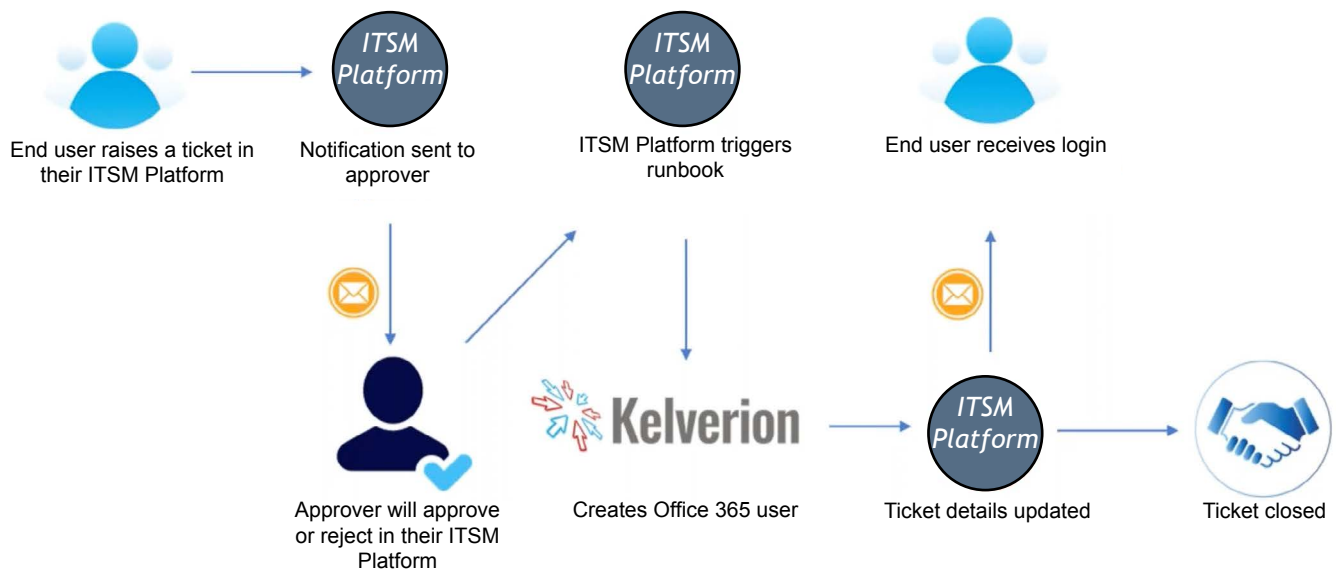 ITSM
Platform
ITSM
Platform
End user raises a ticket in
their ITSM Platform
Notification sent to
approver
ITSM Platform triggers
runbook
End user receives login
Kelverion
ITSM
Platform
Approver will approve
or reject in their ITSM
Platform
Creates Office 365 user
Ticket details updated
Ticket closed